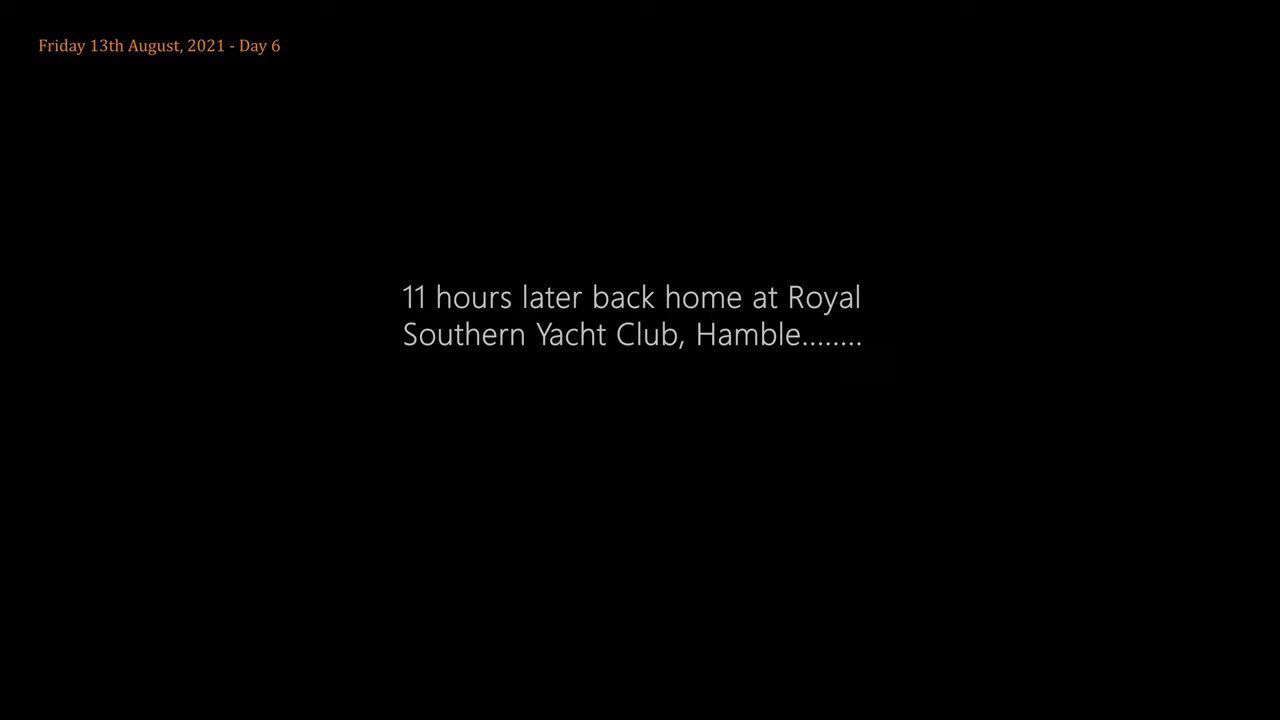 Friday 13th August, 2021 - Day 6
11 hours later back home at Royal
Southern Yacht Club, Hamble........